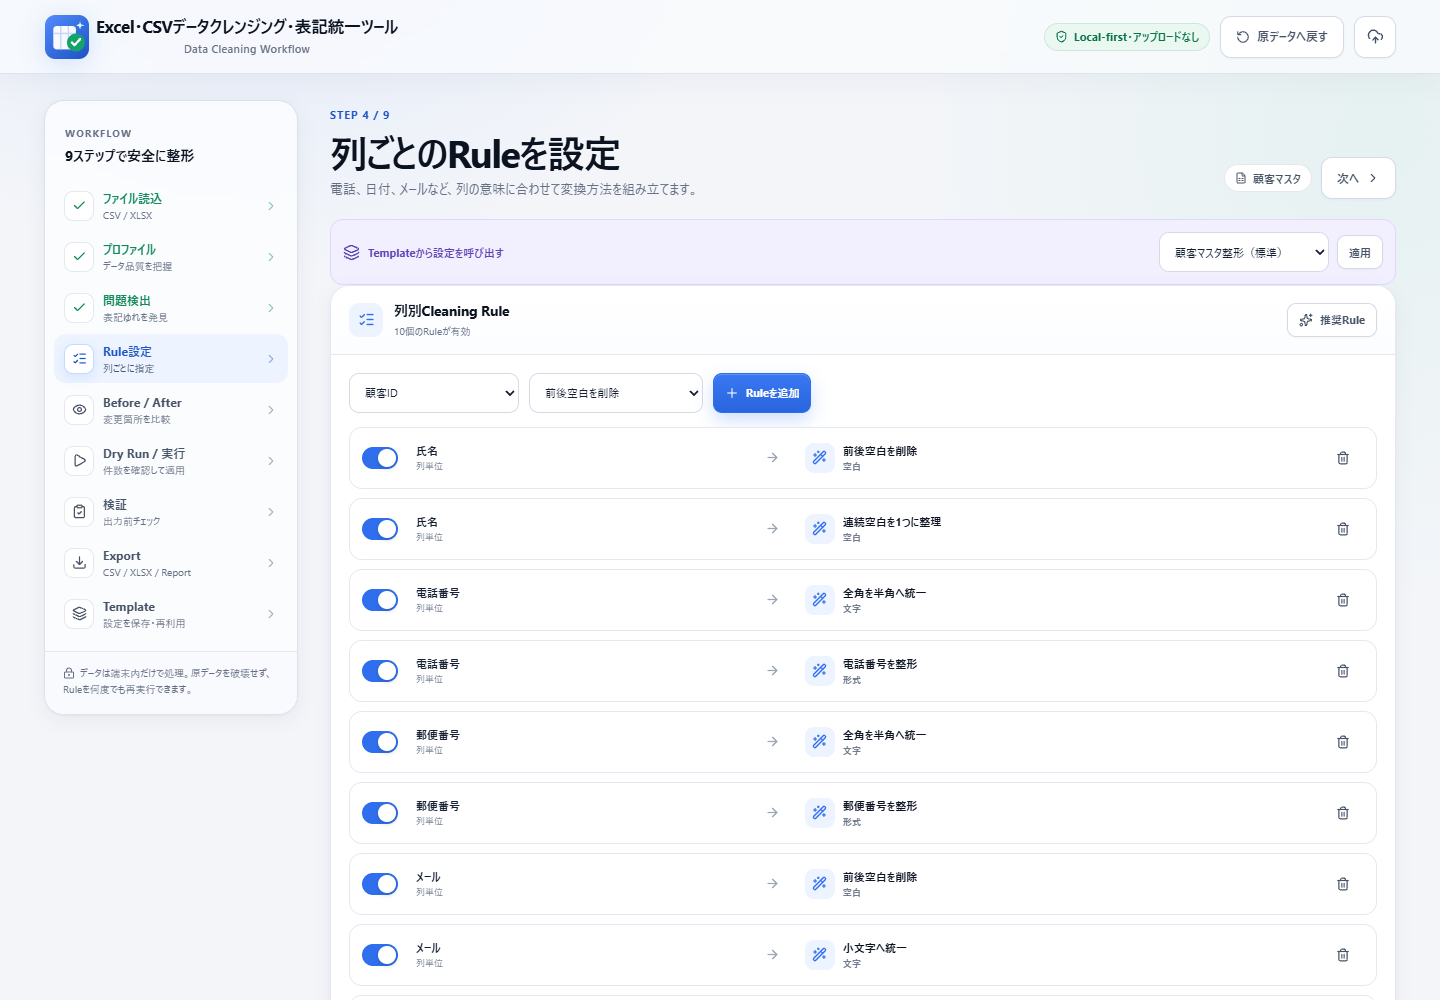 Excel･CSVデータクレンジング･表記統一ツール
Data Cleaning Workflow
Local-first･アップロードなし
原データへ戻す
WORKFLOW
9ステップで安全に整形
ファイル読込
CSV / XLSX
プロファイル
データ品質を把握
問題検出
表記ゆれを発見
Rule設定
列ごとに指定
Before / After
変更箇所を比較
Dry Run / 実行
件数を確認して適用
検証
出力前チェック
Export
CSV / XLSX / Report
Template
設定を保存･再利用
データは端末内だけで処理。原データを破壊せず、
Ruleを何度でも再実行できます。
STEP 4 / 9
列ごとのRuleを設定
電話、日付、メールなど、列の意味に合わせて変換方法を組み立てます。
顧客マスタ
次へ
Templateから設定を呼び出す
顧客マスタ整形（標準）
適用
列別Cleaning Rule
10個のRuleが有効
推奨Rule
顧客ID
前後空白を削除
Ruleを追加
氏名
列単位
前後空白を削除
空白
氏名
列単位
連続空白を1つに整理
空白
電話番号
列単位
全角を半角へ統一
文字
電話番号
列単位
電話番号を整形
形式
郵便番号
列単位
全角を半角へ統一
文字
郵便番号
列単位
郵便番号を整形
形式
メール
列単位
前後空白を削除
空白
メール
列単位
小文字へ統一
文字